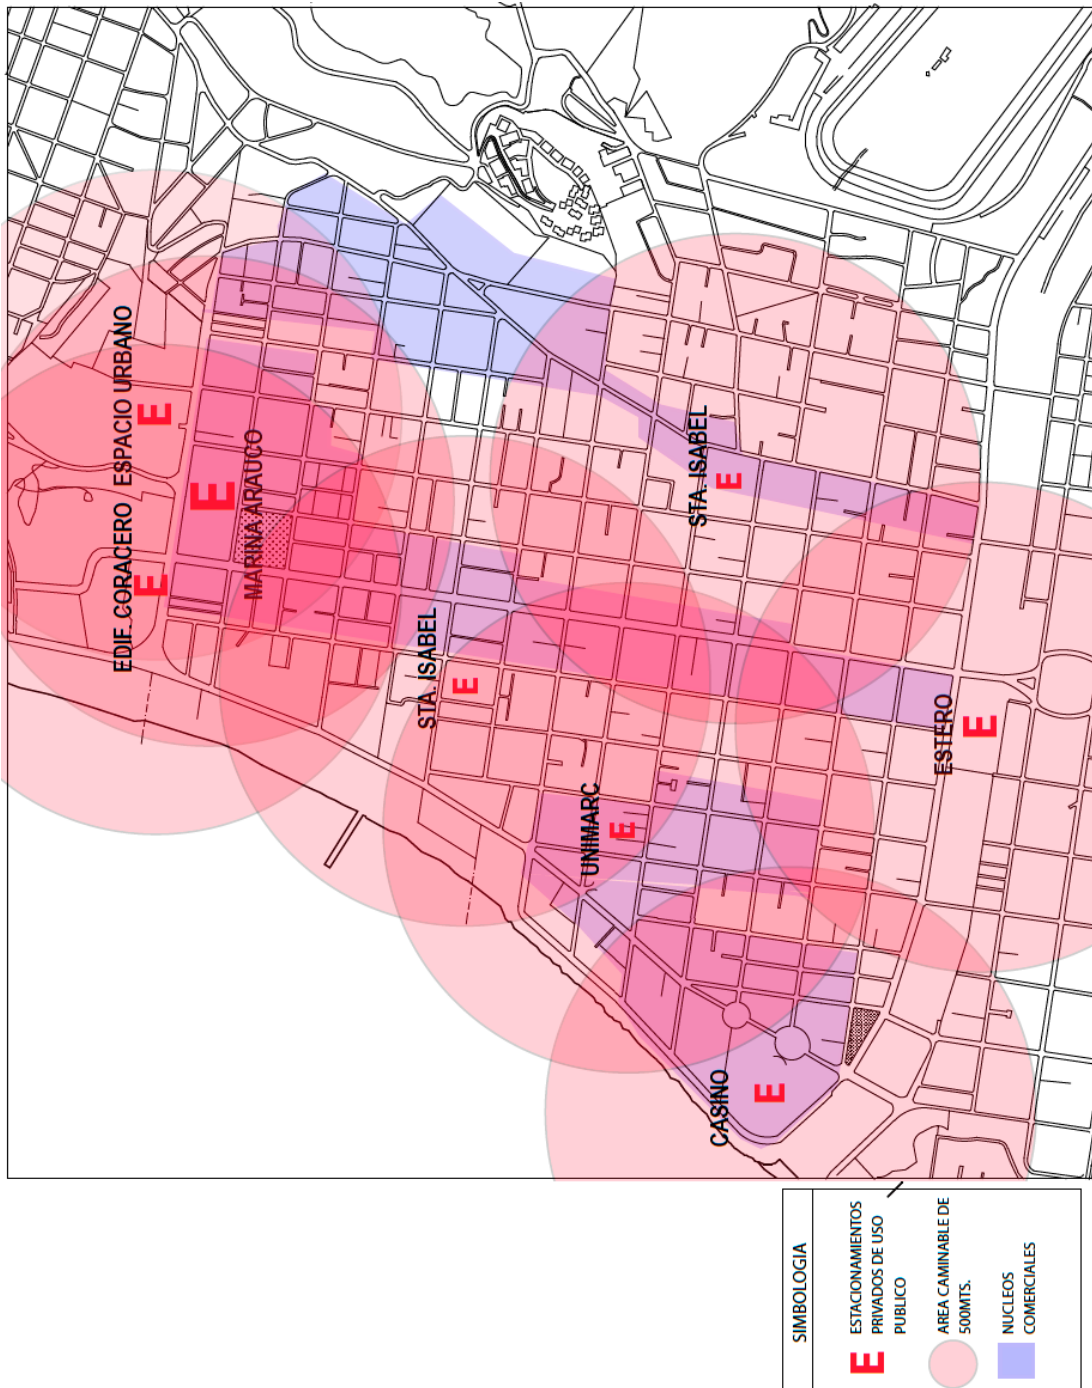 EDIF. CORACERO
ESPACIO URBANO
E
E
E
MARINA ARAUCO
STA. ISABEL
E
STA. ISABEL
E
UNIMARC
E
ESTERO
E
CASINO
E
SIMBOLOGIA
E
ESTACIONAMIENTOS
PRIVADOS DE USO
PUBLICO
AREA CAMINABLE DE
500MTS.
NUCLEOS
COMERCIALES